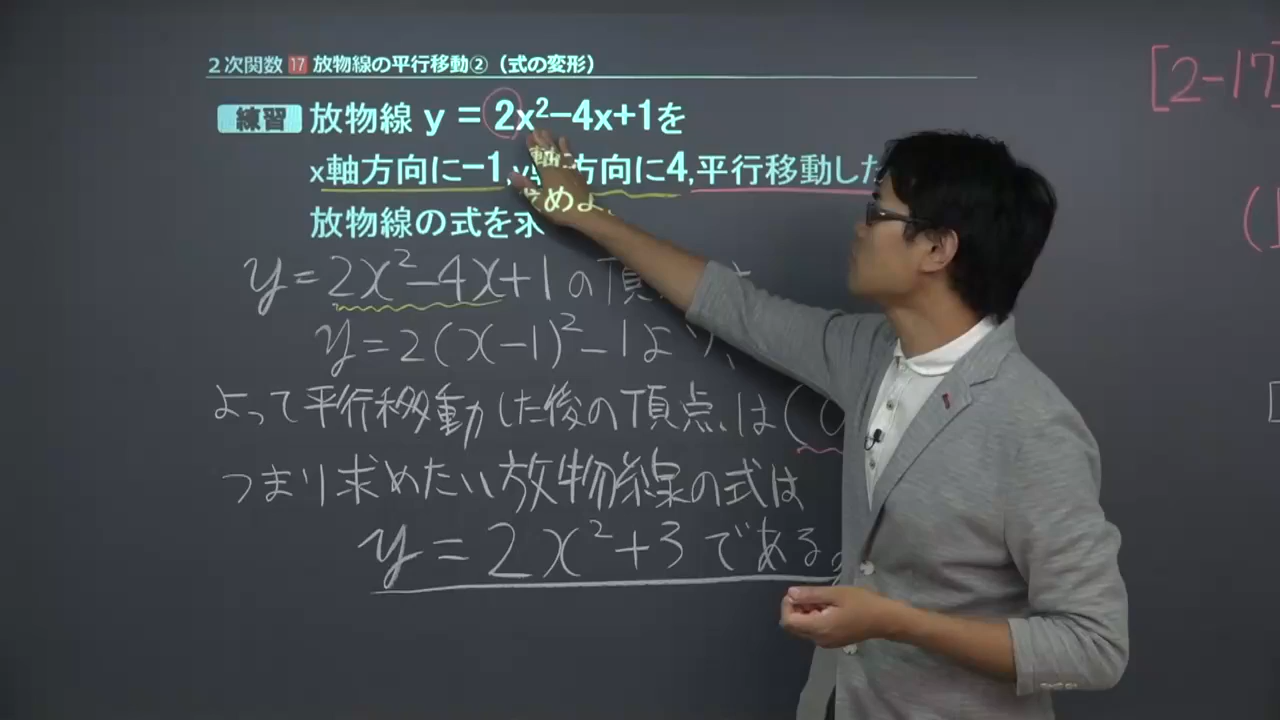 2次関数 17 放物線の平行移動②（式の変形）
[2-17]
練習 放物線 y = 2x²−4x+1を
x軸方向に−1, y軸方向に4,平行移動した
放物線の式を求めよ。
y=2x²−4x+1の頂
y=2(x−1)²−1より、
よって平行移動した後の頂点は(0
つまり求めたい放物線の式は
y=2x²+3である。